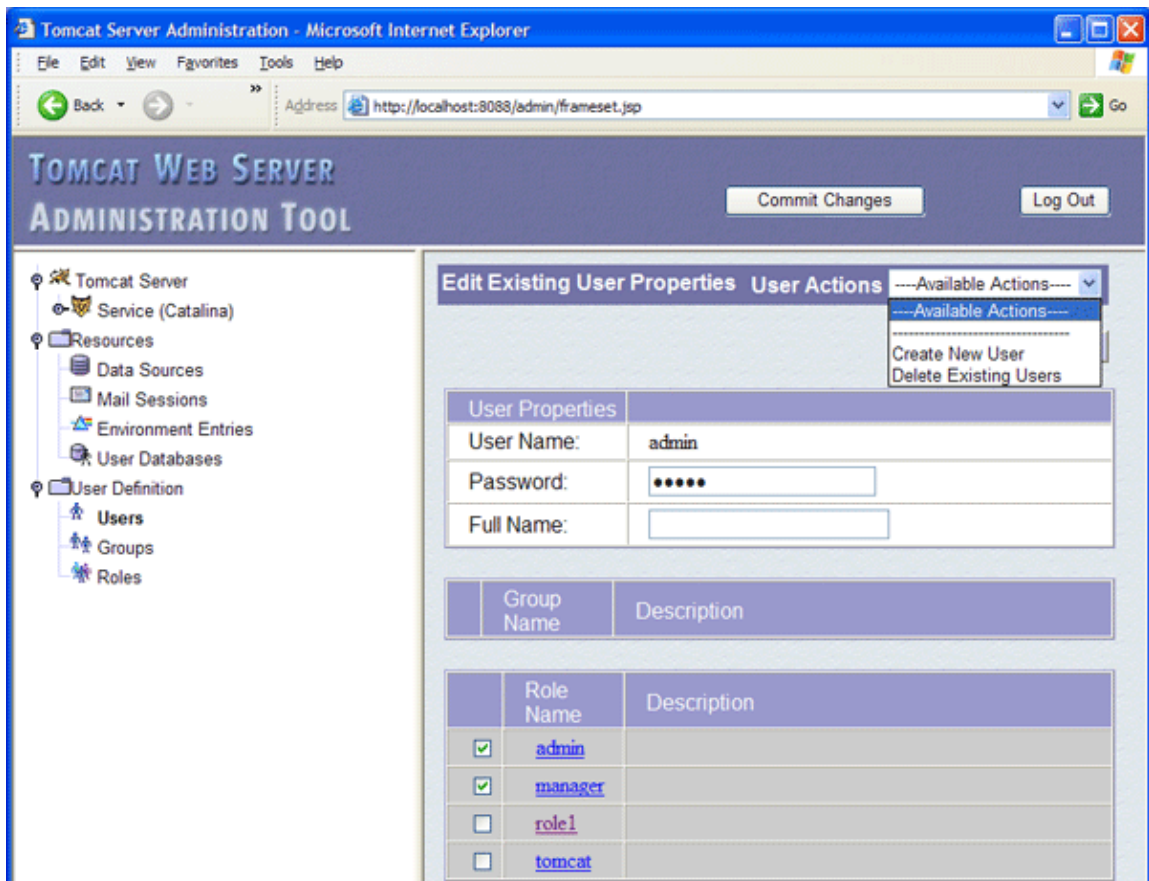 Tomcat Server Administration - Microsoft Internet Explorer
File Edit View Favorites Tools Help
Back » Address http://localhost:8088/admin/frameset.jsp Go
TOMCAT WEB SERVER
ADMINISTRATION TOOL
Commit Changes Log Out
Tomcat Server
Service (Catalina)
Resources
Data Sources
Mail Sessions
Environment Entries
User Databases
User Definition
Users
Groups
Roles
Edit Existing User Properties User Actions ----Available Actions----
----Available Actions----
-----------------------------------
Create New User
Delete Existing Users
User Properties
User Name: admin
Password: •••••
Full Name:
Group Name Description
Role Name Description
admin
manager
role1
tomcat